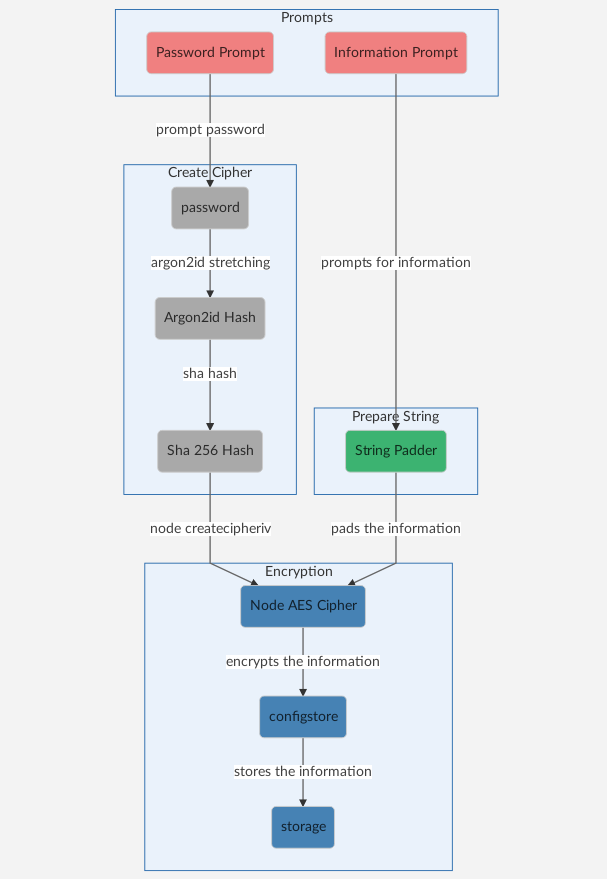 Prompts
Password Prompt
Information Prompt
prompt password
Create Cipher
password
argon2id stretching
prompts for information
Argon2id Hash
sha hash
Prepare String
Sha 256 Hash
String Padder
node createcipheriv
pads the information
Encryption
Node AES Cipher
encrypts the information
configstore
stores the information
storage